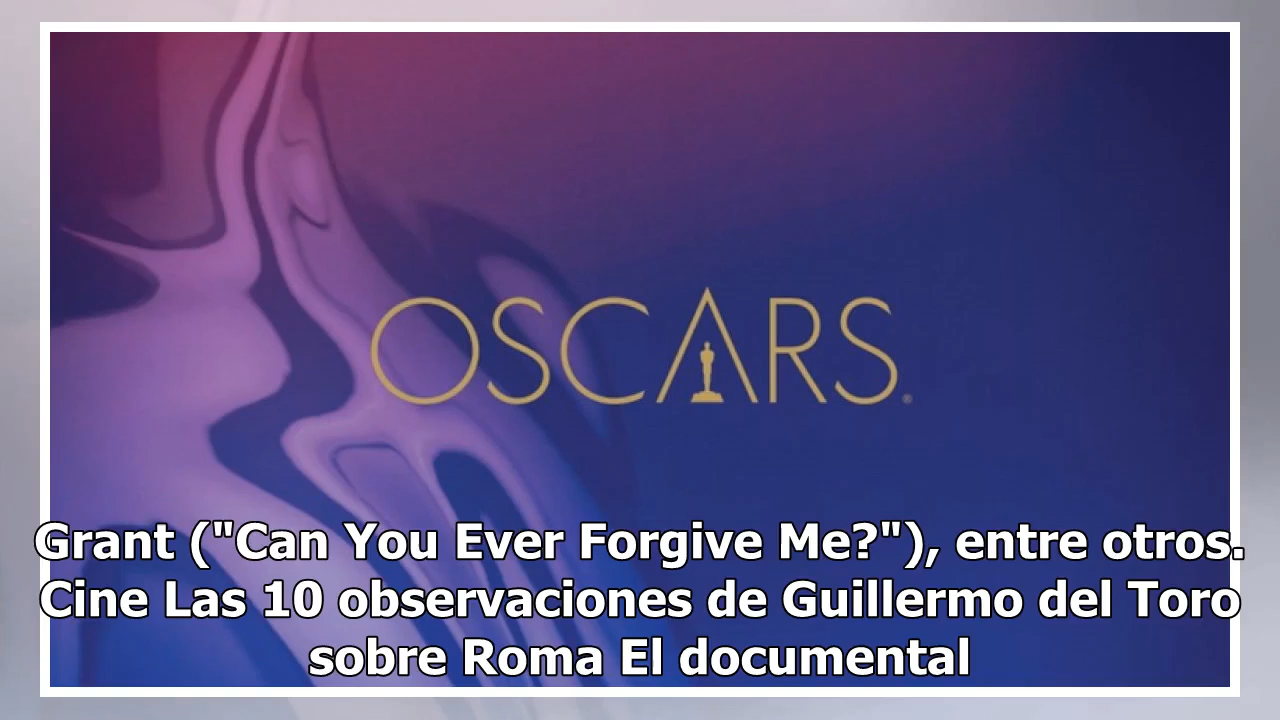 OSCARS®
Grant ("Can You Ever Forgive Me?"), entre otros.
Cine Las 10 observaciones de Guillermo del Toro
sobre Roma El documental